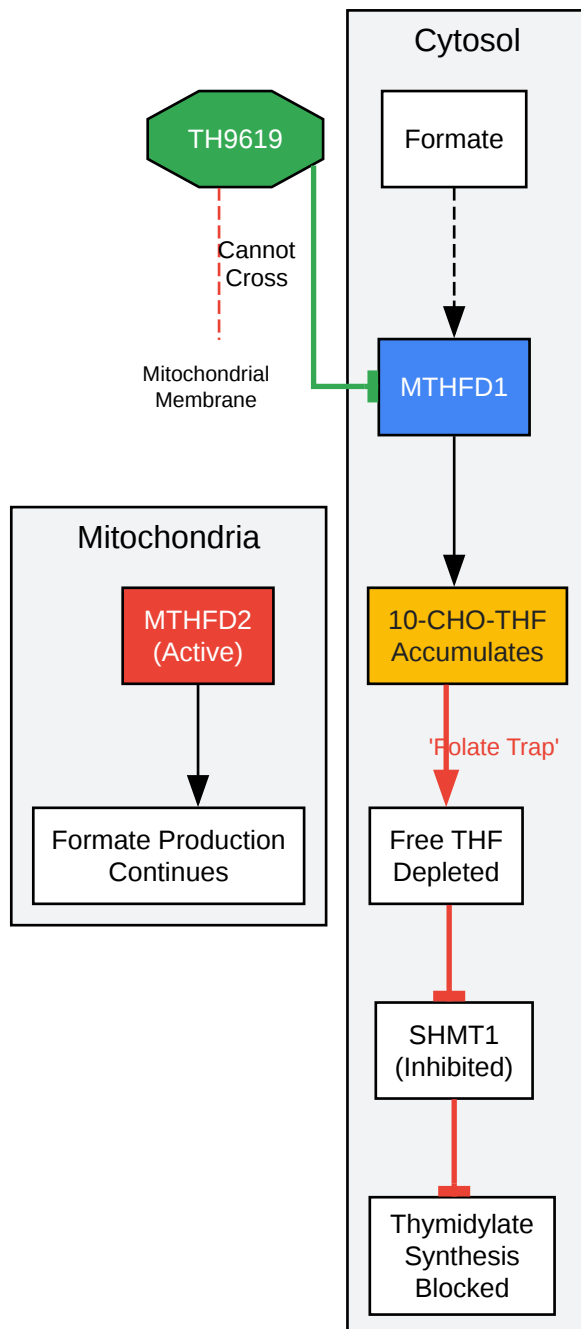 Cytosol
TH9619
Formate
Cannot
Cross
Mitochondrial
Membrane
MTHFD1
Mitochondria
MTHFD2
(Active)
10-CHO-THF
Accumulates
'Folate Trap'
Formate Production
Continues
Free THF
Depleted
SHMT1
(Inhibited)
Thymidylate
Synthesis
Blocked